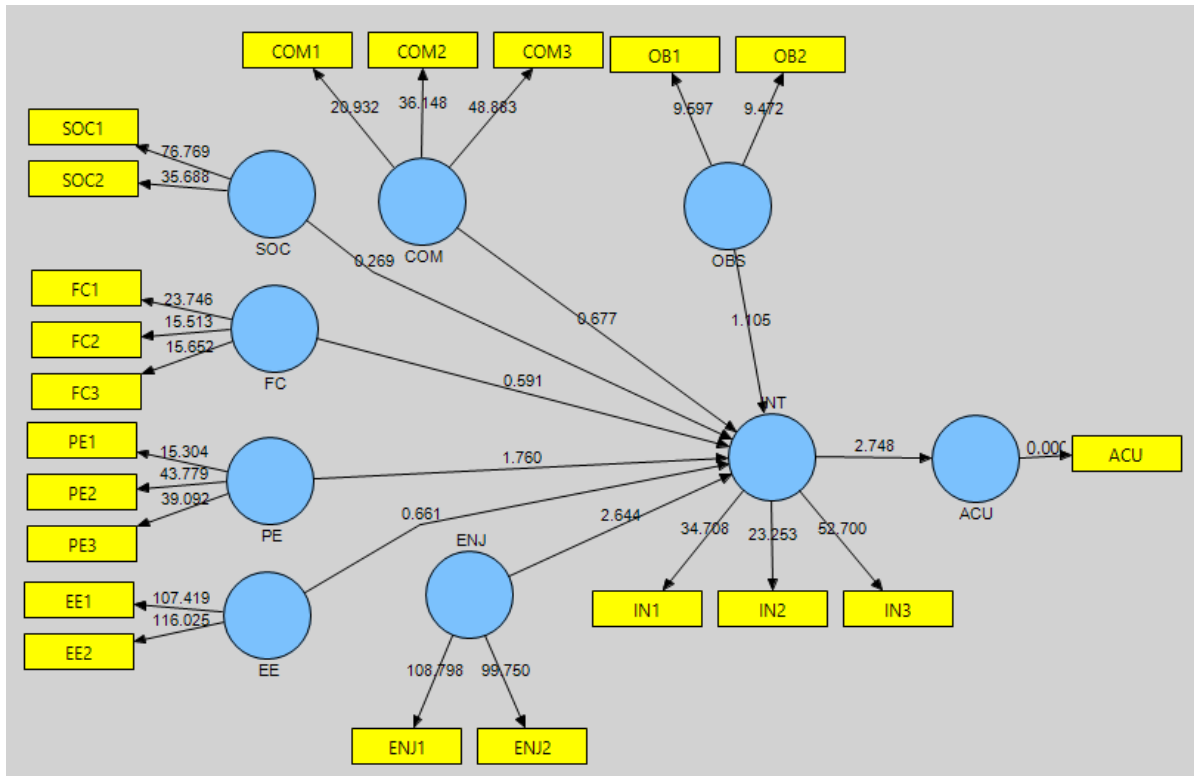 COM1
COM2
COM3
OB1
OB2
20.932
36.148
48.883
9.597
9.472
SOC1
SOC2
76.769
35.688
SOC
COM
OBS
0.269
0.677
1.105
FC1
FC2
FC3
23.746
15.513
15.652
FC
0.591
PE1
PE2
PE3
15.304
43.779
39.092
PE
1.760
NT
2.748
0.000
ACU
ACU
0.661
2.644
ENJ
34.708
23.253
52.700
IN1
IN2
IN3
EE1
EE2
107.419
116.025
EE
108.798
99.750
ENJ1
ENJ2